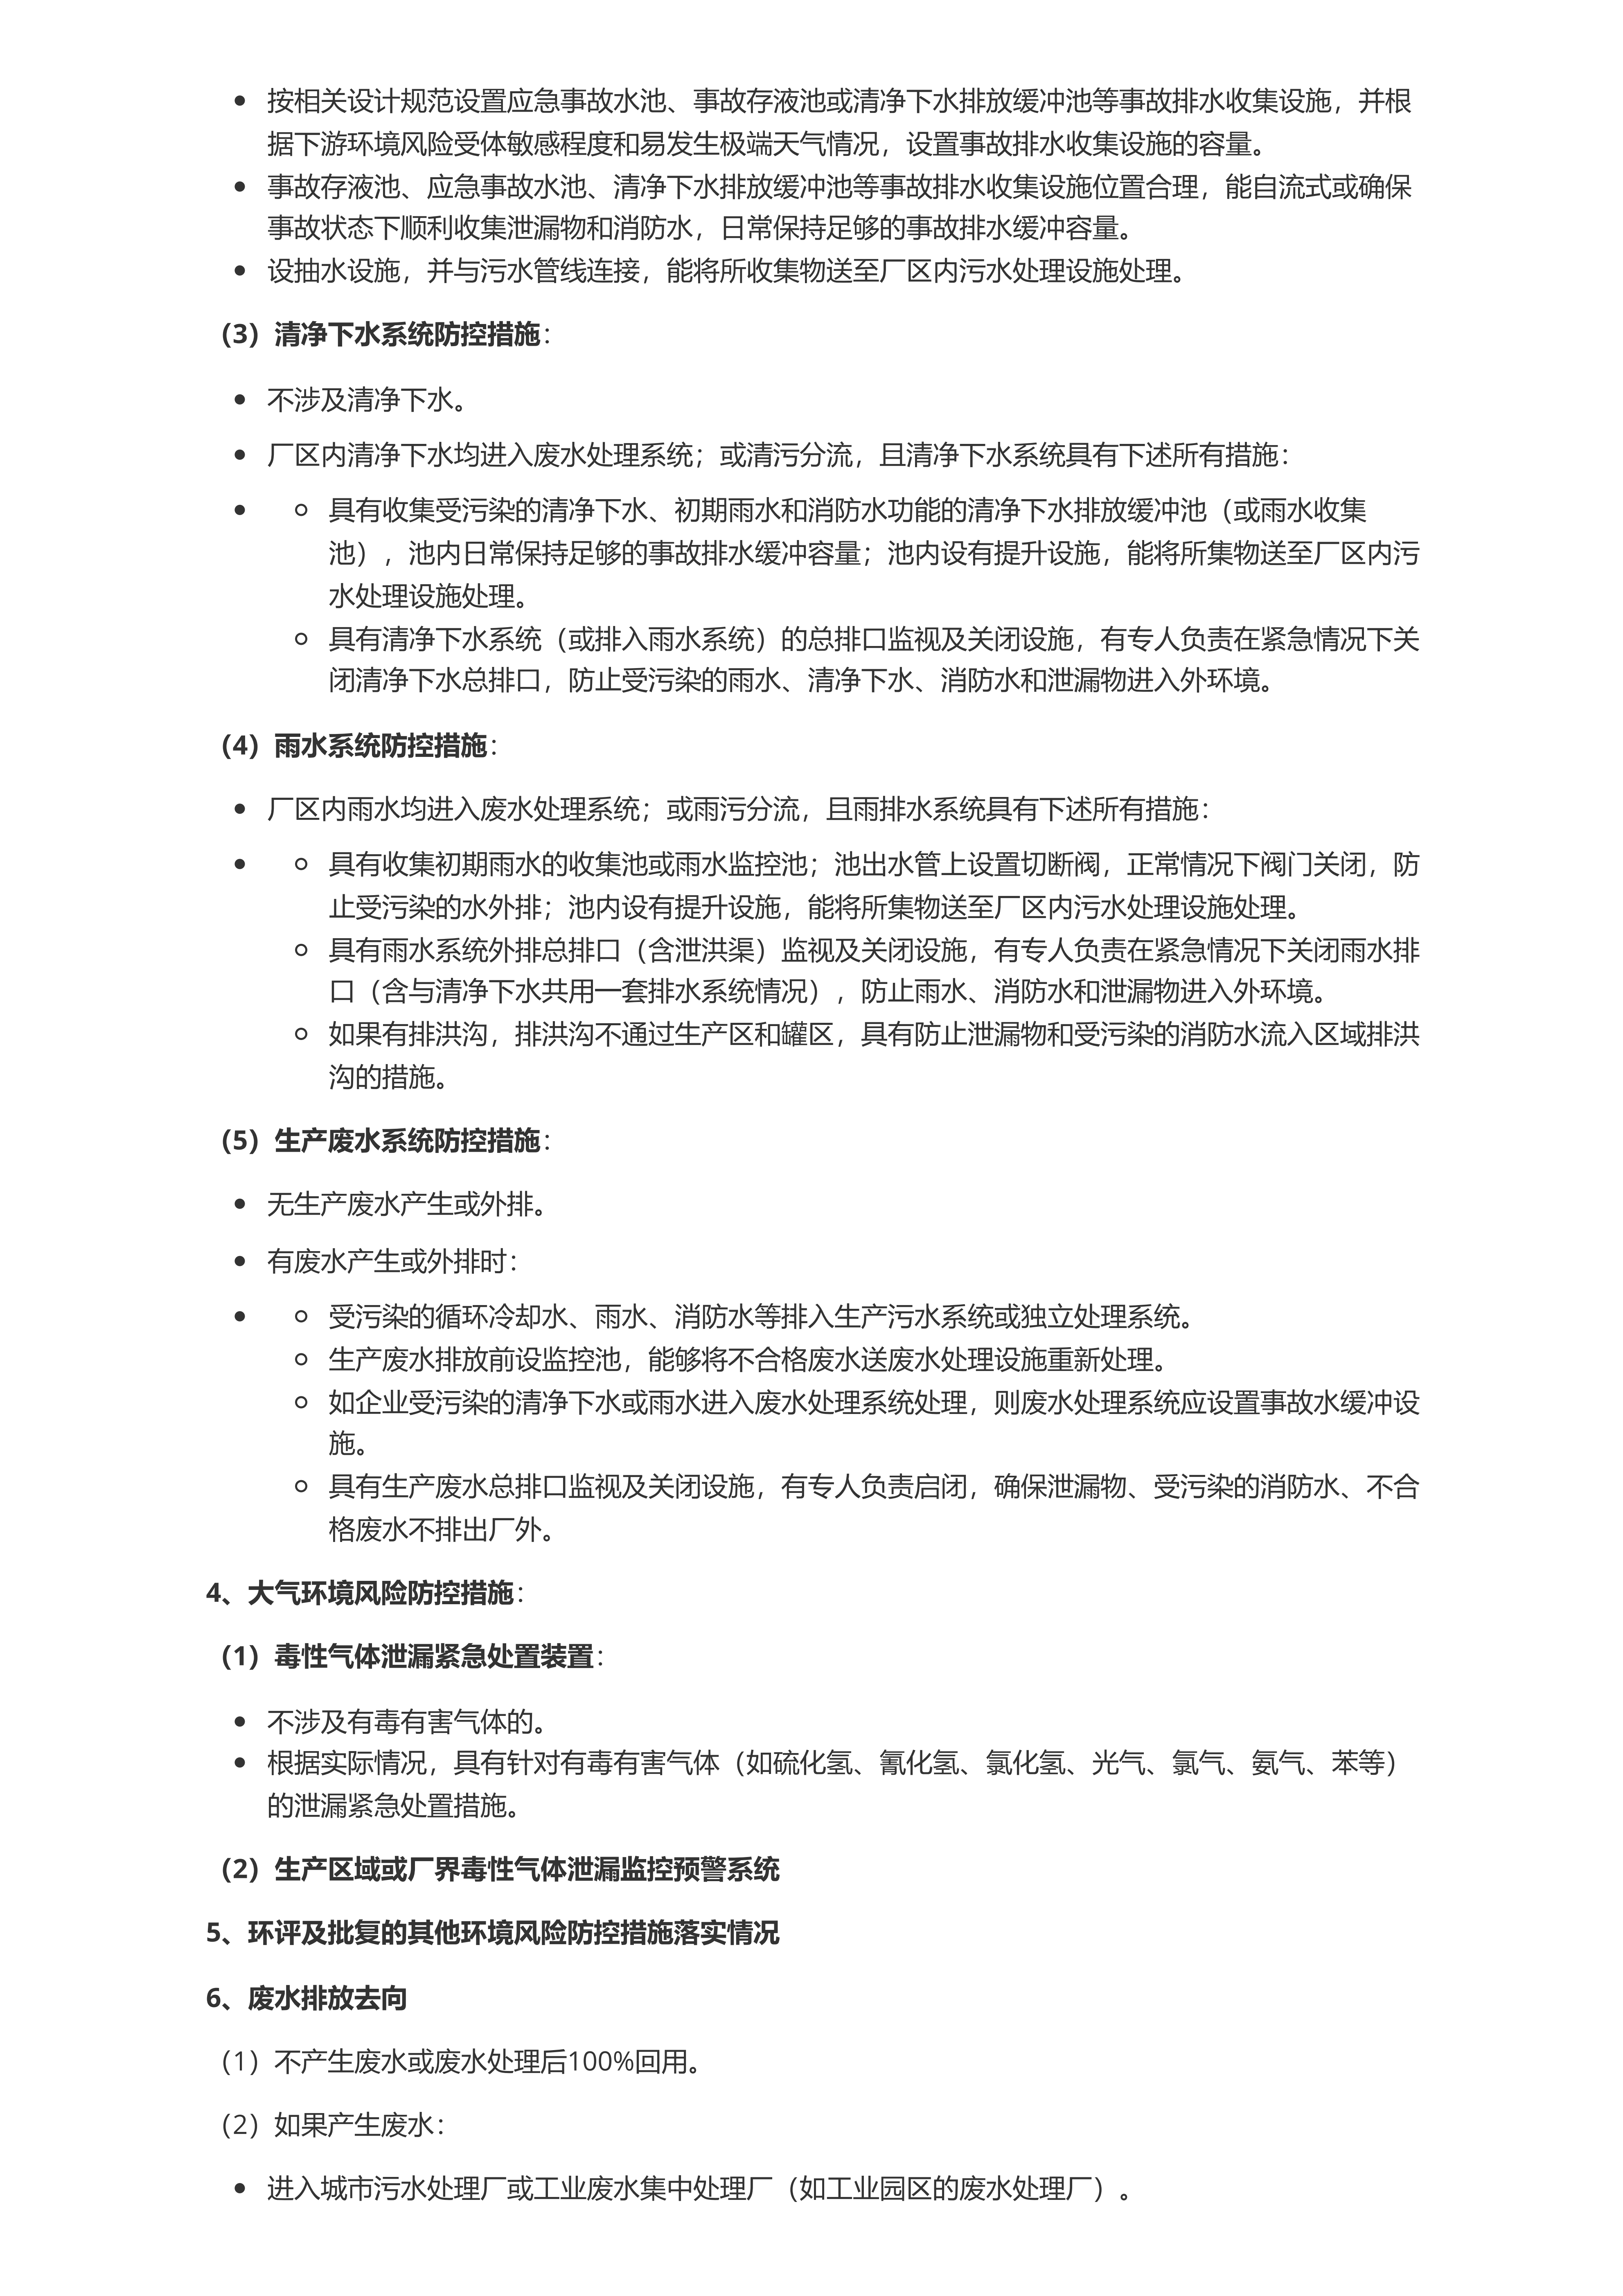 按相关设计规范设置应急事故水池、事故存液池或清净下水排放缓冲池等事故排水收集设施，并根
据下游环境风险受体敏感程度和易发生极端天气情况，设置事故排水收集设施的容量。
事故存液池、应急事故水池、清净下水排放缓冲池等事故排水收集设施位置合理，能自流式或确保
事故状态下顺利收集泄漏物和消防水，日常保持足够的事故排水缓冲容量。
设抽水设施，并与污水管线连接，能将所收集物送至厂区内污水处理设施处理。
（3）清净下水系统防控措施：
不涉及清净下水。
厂区内清净下水均进入废水处理系统；或清污分流，且清净下水系统具有下述所有措施：
具有收集受污染的清净下水、初期雨水和消防水功能的清净下水排放缓冲池（或雨水收集
池），池内日常保持足够的事故排水缓冲容量；池内设有提升设施，能将所集物送至厂区内污
水处理设施处理。
具有清净下水系统（或排入雨水系统）的总排口监视及关闭设施，有专人负责在紧急情况下关
闭清净下水总排口，防止受污染的雨水、清净下水、消防水和泄漏物进入外环境。
（4）雨水系统防控措施：
厂区内雨水均进入废水处理系统；或雨污分流，且雨排水系统具有下述所有措施：
具有收集初期雨水的收集池或雨水监控池；池出水管上设置切断阀，正常情况下阀门关闭，防
止受污染的水外排；池内设有提升设施，能将所集物送至厂区内污水处理设施处理。
具有雨水系统外排总排口（含泄洪渠）监视及关闭设施，有专人负责在紧急情况下关闭雨水排
口（含与清净下水共用一套排水系统情况），防止雨水、消防水和泄漏物进入外环境。
如果有排洪沟，排洪沟不通过生产区和罐区，具有防止泄漏物和受污染的消防水流入区域排洪
沟的措施。
（5）生产废水系统防控措施：
无生产废水产生或外排。
有废水产生或外排时：
受污染的循环冷却水、雨水、消防水等排入生产污水系统或独立处理系统。
生产废水排放前设监控池，能够将不合格废水送废水处理设施重新处理。
如企业受污染的清净下水或雨水进入废水处理系统处理，则废水处理系统应设置事故水缓冲设
施。
具有生产废水总排口监视及关闭设施，有专人负责启闭，确保泄漏物、受污染的消防水、不合
格废水不排出厂外。
4、大气环境风险防控措施：
（1）毒性气体泄漏紧急处置装置：
不涉及有毒有害气体的。
根据实际情况，具有针对有毒有害气体（如硫化氢、氰化氢、氯化氢、光气、氯气、氨气、苯等）
的泄漏紧急处置措施。
（2）生产区域或厂界毒性气体泄漏监控预警系统
5、环评及批复的其他环境风险防控措施落实情况
6、废水排放去向
（1）不产生废水或废水处理后100%回用。
（2）如果产生废水：
进入城市污水处理厂或工业废水集中处理厂（如工业园区的废水处理厂）。